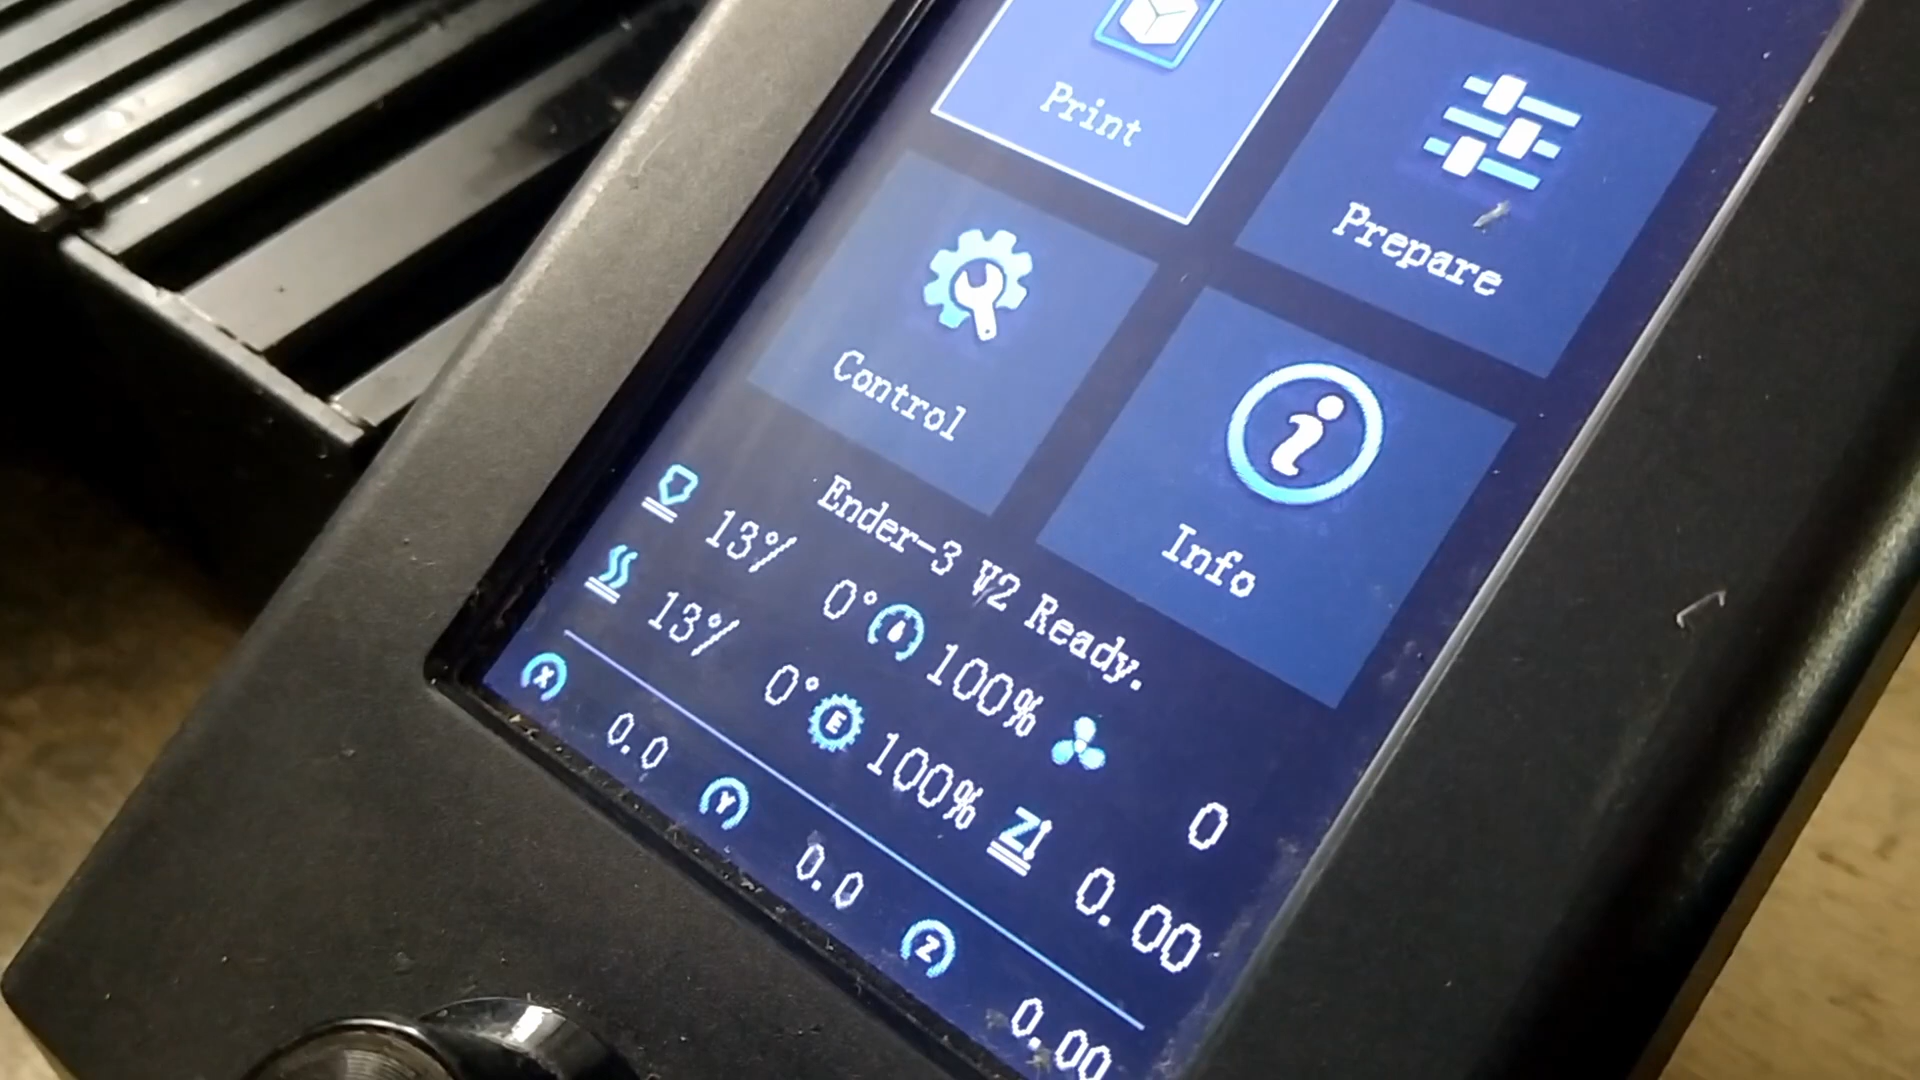 Print
Prepare
Control
Info
Ender-3 V2 Ready.
13/ 0° 100% 0
13/ 0° E 100% Z 0.00
X 0.0 Y 0.0 Z 0.00